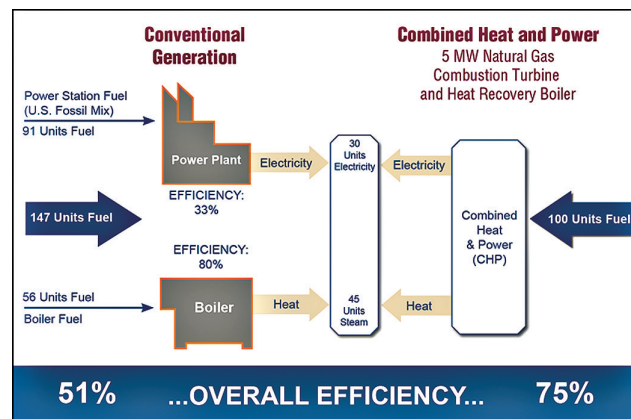 Conventional
Generation
Combined Heat and Power
5 MW Natural Gas
Combustion Turbine
and Heat Recovery Boiler
Power Station Fuel
(U.S. Fossil Mix)
91 Units Fuel
Power Plant
Electricity
30
Units
Electricity
Electricity
EFFICIENCY:
33%
147 Units Fuel
Combined
Heat
& Power
(CHP)
100 Units Fuel
EFFICIENCY:
80%
56 Units Fuel
Boiler Fuel
Boiler
Heat
45
Units
Steam
Heat
51% ...OVERALL EFFICIENCY... 75%